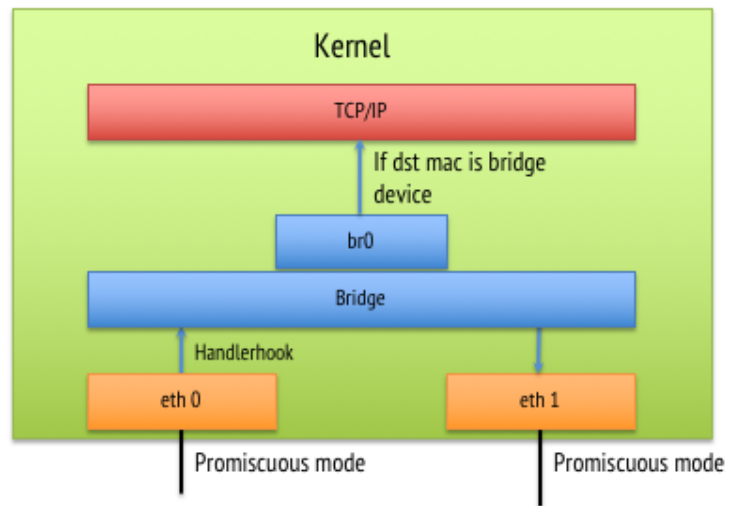 Kernel
TCP/IP
If dst mac is bridge
device
br0
Bridge
Handlerhook
eth 0
eth 1
Promiscuous mode
Promiscuous mode